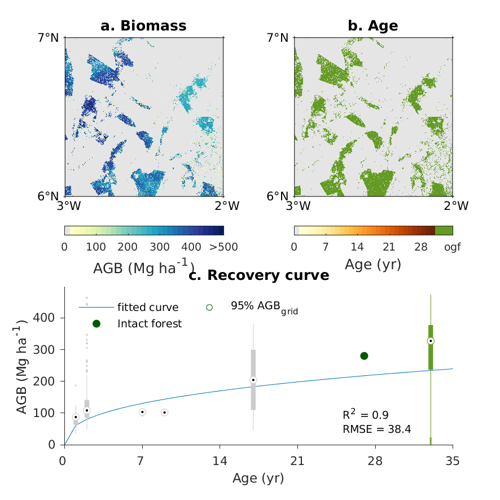 a. Biomass
b. Age
7°N
7°N
6°N
6°N
3°W
2°W
3°W
2°W
0 100 200 300 400 >500
0 7 14 21 28 ogf
AGB (Mg ha-1)
Age (yr)
c. Recovery curve
fitted curve
95% AGBgrid
Intact forest
400
300
200
100
0
AGB (Mg ha-1)
R2 = 0.9
RMSE = 38.4
0 7 14 21 28 35
Age (yr)